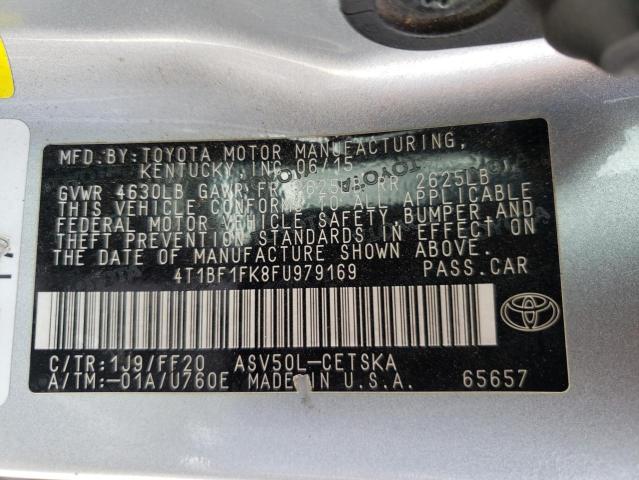 MFD.BY:TOYOTA MOTOR MANUFACTURING,
KENTUCKY,INC. 06/15
GVWR 4630LB GAWR FR 2625LB RR 2625LB
THIS VEHICLE CONFORMS TO ALL APPLICABLE
FEDERAL MOTOR VEHICLE SAFETY, BUMPER, AND
THEFT PREVENTION STANDARDS IN EFFECT ON
THE DATE OF MANUFACTURE SHOWN ABOVE.
4T1BF1FK8FU979169 PASS.CAR
C/TR:1J9/FF20 ASV50L-CETSKA
A/TM:-01A/U760E MADE IN U.S.A. 65657
TOYOTA